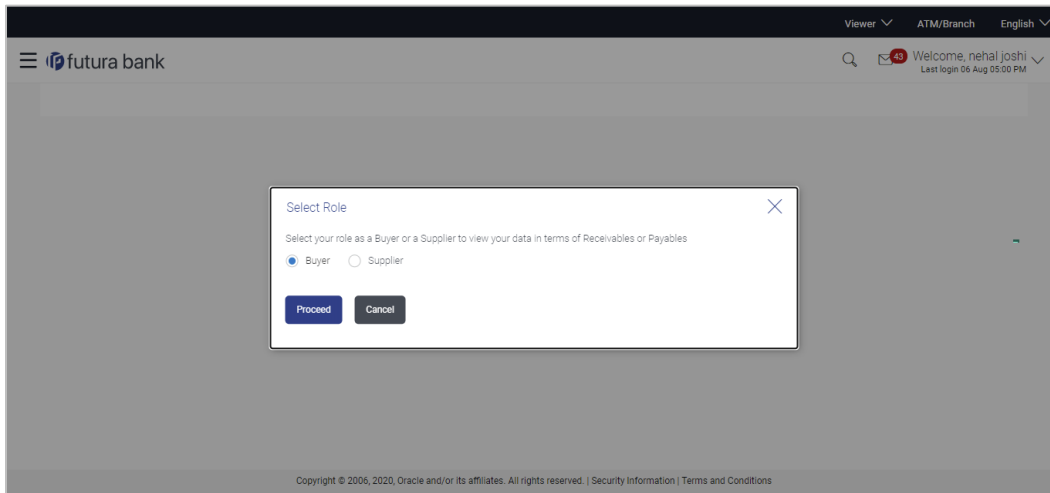 Viewer ATM/Branch English
futura bank
43
Welcome, nehal joshi
Last login 06 Aug 05:00 PM
Select Role
Select your role as a Buyer or a Supplier to view your data in terms of Receivables or Payables
Buyer Supplier
Proceed Cancel
Copyright © 2006, 2020, Oracle and/or its affiliates. All rights reserved. | Security Information | Terms and Conditions